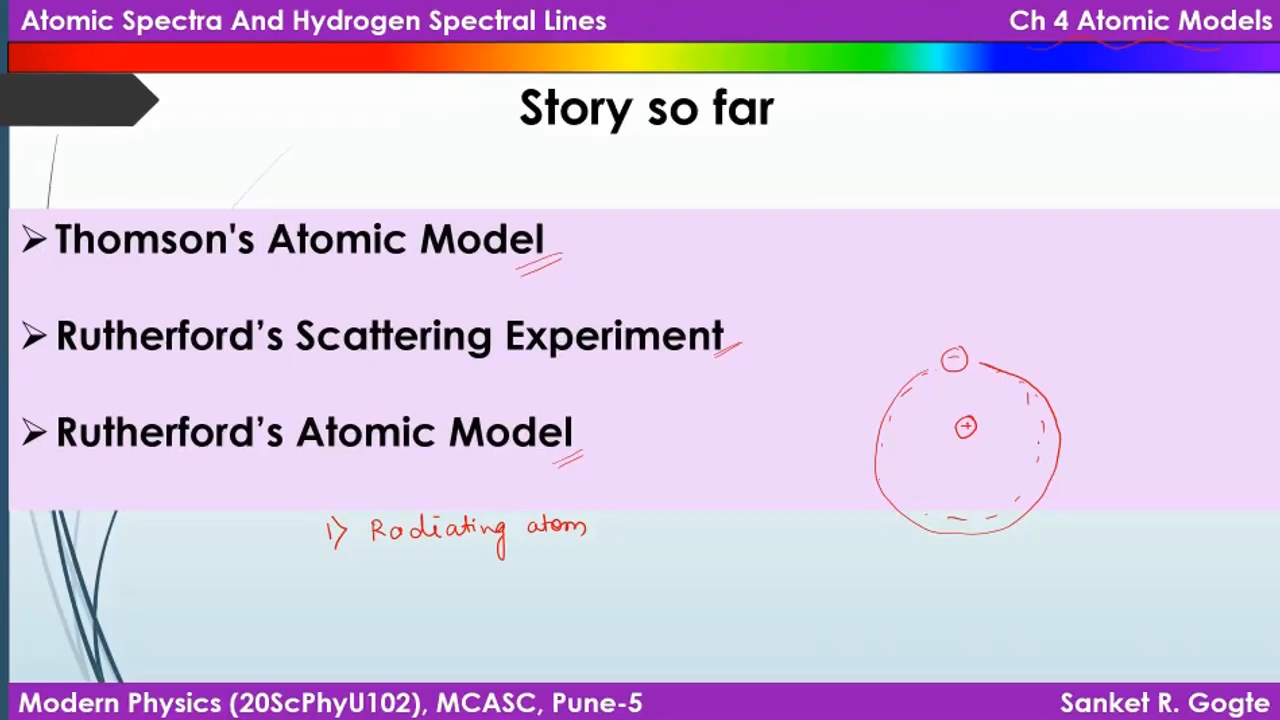 Atomic Spectra And Hydrogen Spectral Lines
Ch 4 Atomic Models
Story so far
Thomson's Atomic Model
Rutherford’s Scattering Experiment
Rutherford’s Atomic Model
-
+
1) Radiating atom
Modern Physics (20ScPhyU102), MCASC, Pune-5
Sanket R. Gogte